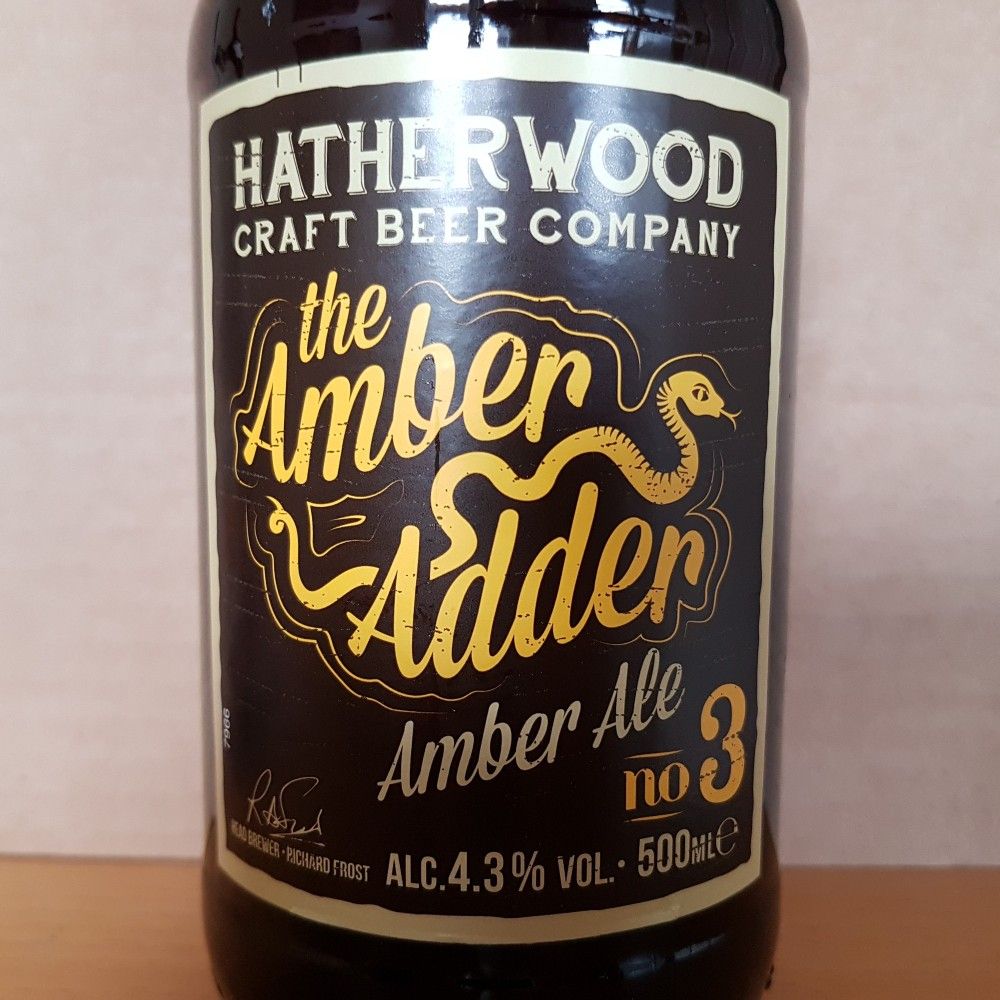 HATHERWOOD
CRAFT BEER COMPANY
the
Amber
Adder
Amber Ale
no 3
7966
HEAD BREWER · RICHARD FROST
ALC.4.3% VOL. · 500ML e